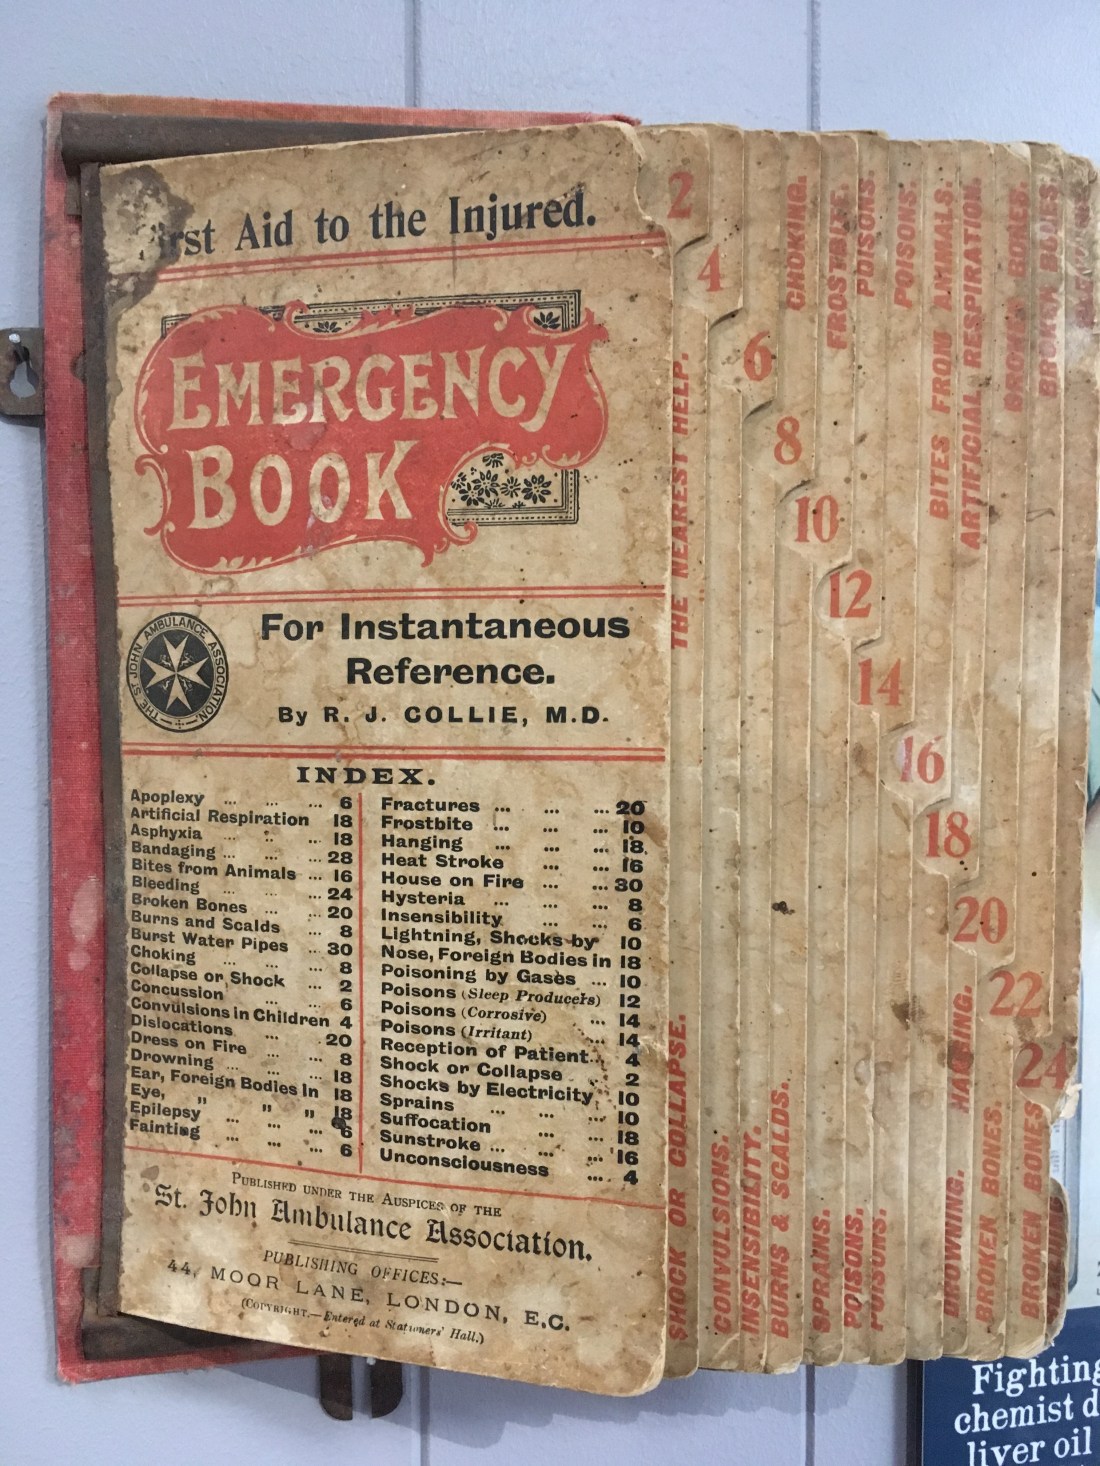 First Aid to the Injured.
EMERGENCY
BOOK
THE ST JOHN AMBULANCE ASSOCIATION
For Instantaneous
Reference.
By R. J. COLLIE, M.D.
INDEX.
Apoplexy ... ... ... 6
Artificial Respiration 18
Asphyxia ... ... 18
Bandaging ... ... ... 28
Bites from Animals ... 16
Bleeding ... ... ... 24
Broken Bones ... ... 20
Burns and Scalds ... 8
Burst Water Pipes ... 30
Choking ... ... ... 8
Collapse or Shock ... 2
Concussion ... ... 6
Convulsions in Children 4
Dislocations ... ... 20
Dress on Fire ... ... 8
Drowning ... ... ... 18
Ear, Foreign Bodies in 18
Eye, " " " 18
Epilepsy ... ... ... 6
Fainting ... ... ... 6
Fractures ... ... ... 20
Frostbite ... ... ... 10
Hanging ... ... ... 18
Heat Stroke ... ... 16
House on Fire ... ... 30
Hysteria ... ... ... 8
Insensibility ... ... 6
Lightning, Shocks by 10
Nose, Foreign Bodies in 18
Poisoning by Gases ... 10
Poisons (Sleep Producers) 12
Poisons (Corrosive) ... 14
Poisons (Irritant) ... 14
Reception of Patient... 4
Shock or Collapse ... 2
Shocks by Electricity ... 10
Sprains ... ... ... 10
Suffocation ... ... 18
Sunstroke ... ... ... 16
Unconsciousness ... 4
PUBLISHED UNDER THE AUSPICES OF THE
St. John Ambulance Association.
PUBLISHING OFFICES:—
44, MOOR LANE, LONDON, E.C.
(COPYRIGHT.—Entered at Stationers' Hall.)
2
THE NEAREST HELP.
SHOCK OR COLLAPSE.
4
CONVULSIONS.
6
INSENSIBILITY.
8
CHOKING.
BURNS & SCALDS.
10
FROSTBITE.
SPRAINS.
12
POISONS.
POISONS.
14
POISONS.
POISONS.
16
BITES FROM ANIMALS.
18
ARTIFICIAL RESPIRATION.
HANGING.
DROWNING.
20
BROKEN BONES.
BROKEN BONES.
22
BROKEN BONES.
BROKEN BONES
24
Fighting
chemist d
liver oil